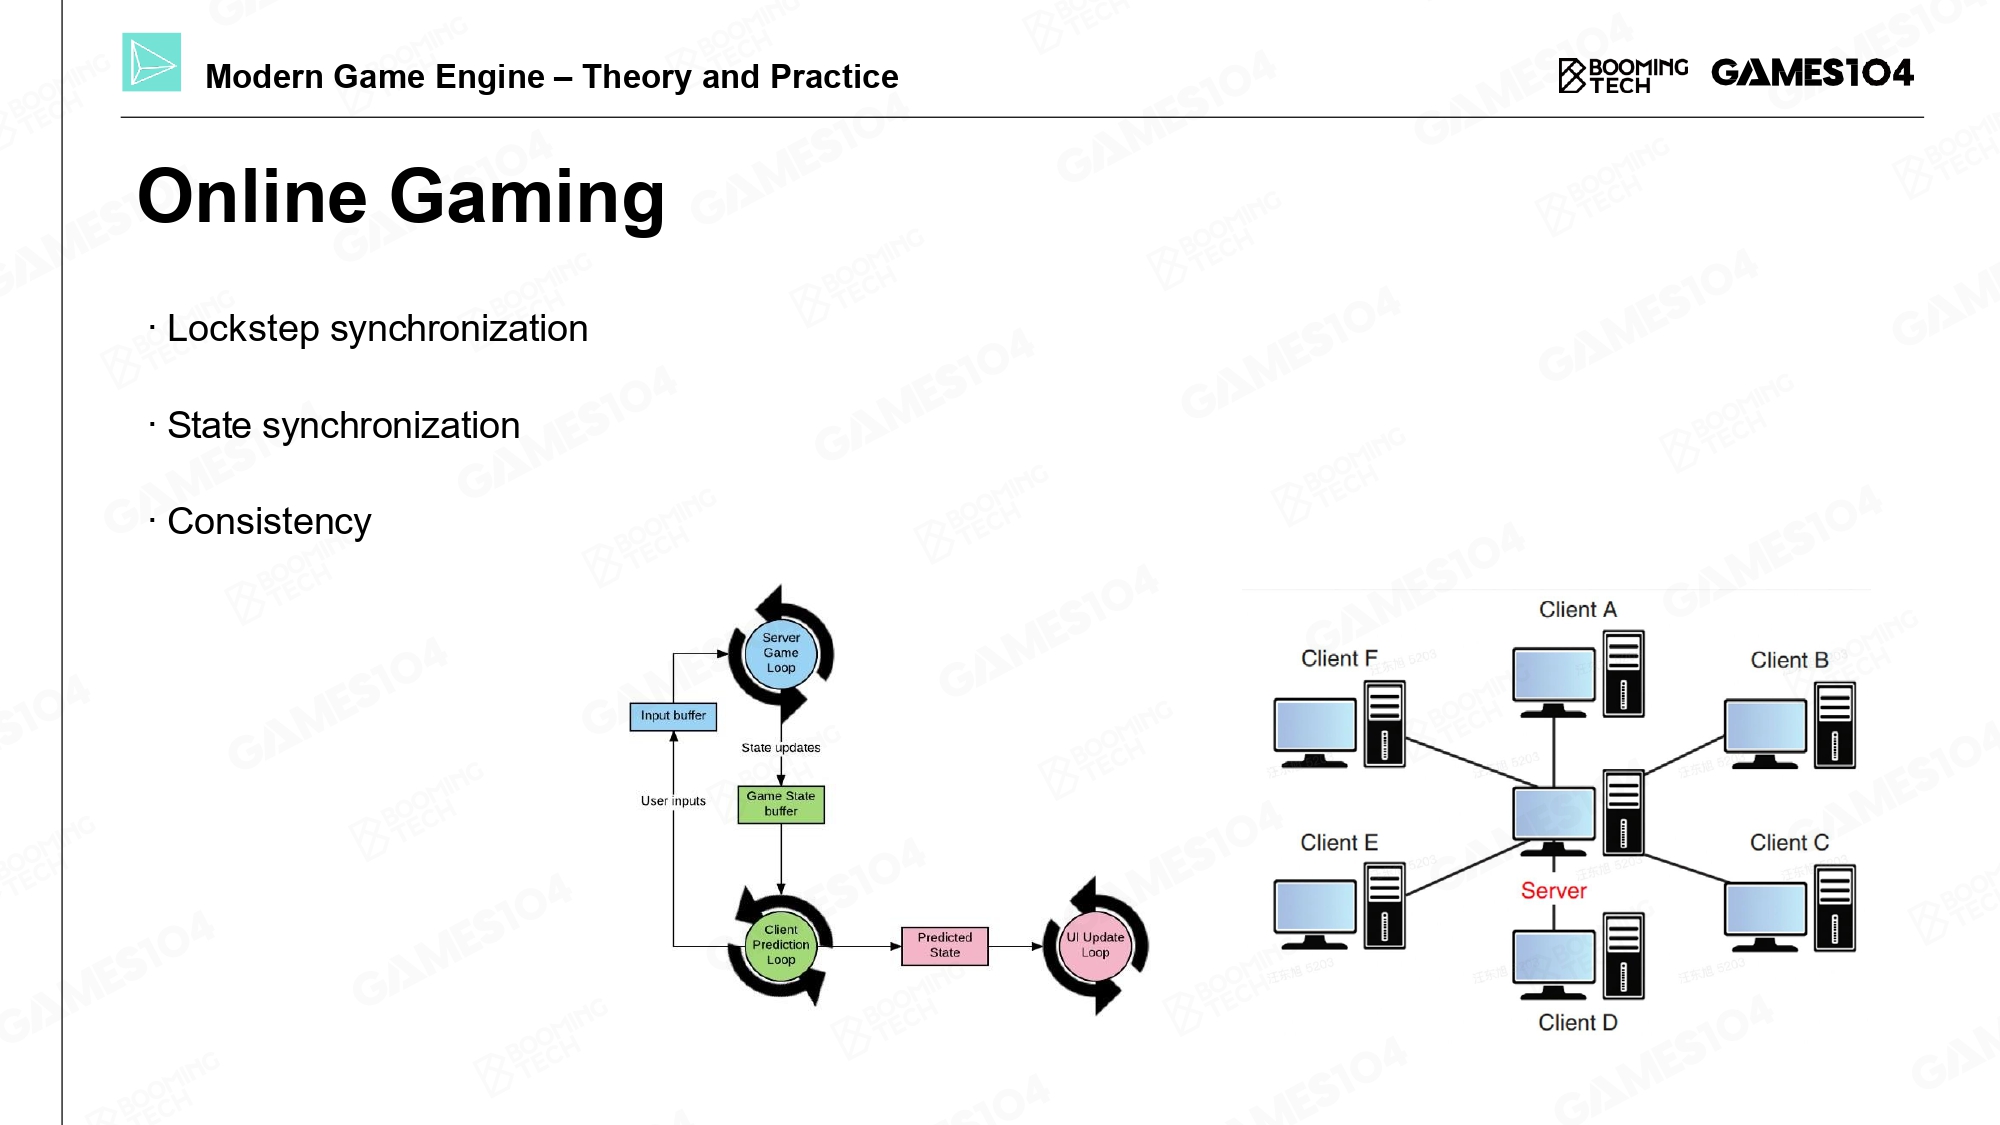 Modern Game Engine – Theory and Practice
BOOMING
TECH
GAMES104
Online Gaming
· Lockstep synchronization
· State synchronization
· Consistency
Server
Game
Loop
Input buffer
State updates
Game State
buffer
User inputs
Client
Prediction
Loop
Predicted
State
UI Update
Loop
Client A
Client F
Client B
Client E
Client C
Server
Client D